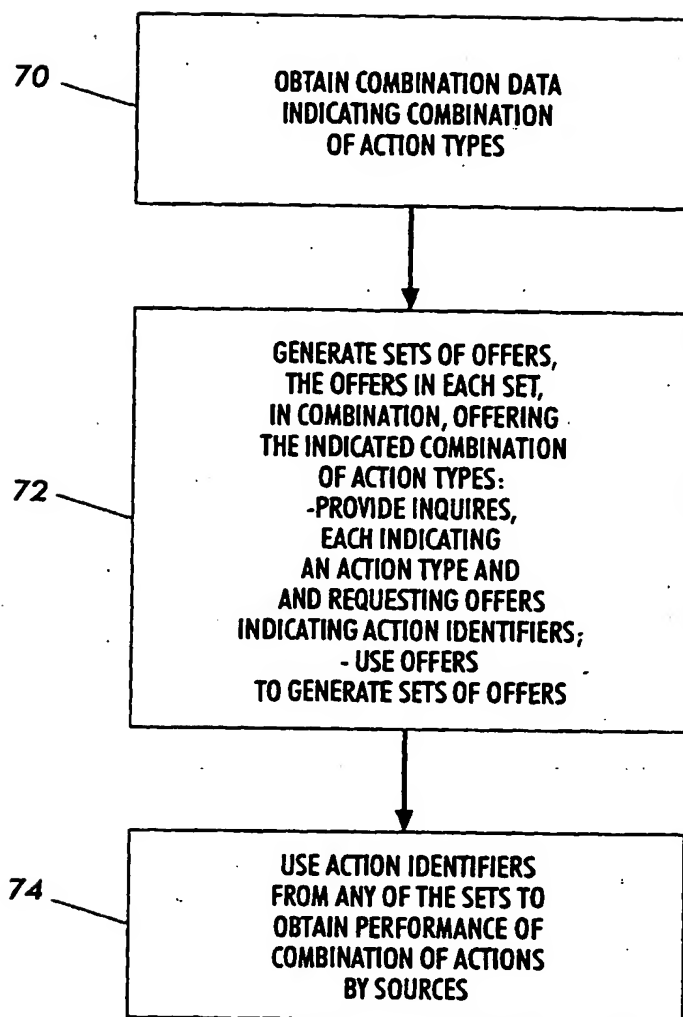 70
OBTAIN COMBINATION DATA
INDICATING COMBINATION
OF ACTION TYPES
72
GENERATE SETS OF OFFERS,
THE OFFERS IN EACH SET,
IN COMBINATION, OFFERING
THE INDICATED COMBINATION
OF ACTION TYPES:
-PROVIDE INQUIRES,
EACH INDICATING
AN ACTION TYPE AND
AND REQUESTING OFFERS
INDICATING ACTION IDENTIFIERS;
- USE OFFERS
TO GENERATE SETS OF OFFERS
74
USE ACTION IDENTIFIERS
FROM ANY OF THE SETS TO
OBTAIN PERFORMANCE OF
COMBINATION OF ACTIONS
BY SOURCES